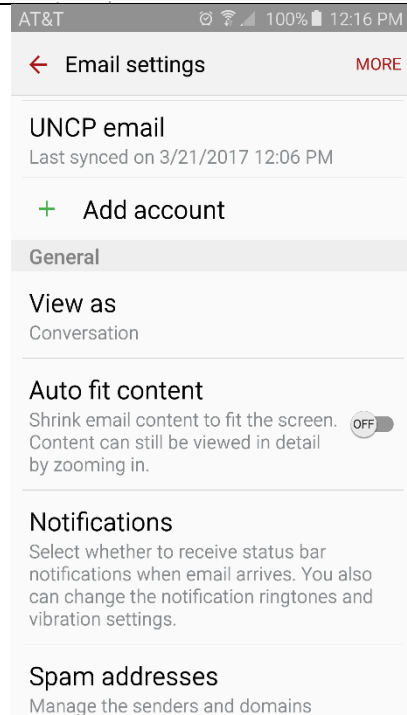 AT&T 100% 12:16 PM
Email settings MORE
UNCP email
Last synced on 3/21/2017 12:06 PM
+ Add account
General
View as
Conversation
Auto fit content
Shrink email content to fit the screen.
Content can still be viewed in detail
by zooming in.
OFF
Notifications
Select whether to receive status bar
notifications when email arrives. You also
can change the notification ringtones and
vibration settings.
Spam addresses
Manage the senders and domains